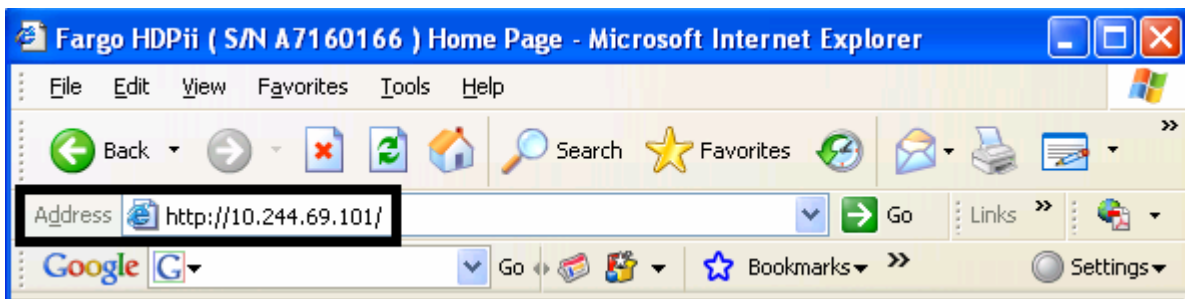 Fargo HDPii ( S/N A7160166 ) Home Page - Microsoft Internet Explorer
File Edit View Favorites Tools Help
Back Search Favorites »
Address http://10.244.69.101/ Go Links »
Google G Go Bookmarks » Settings